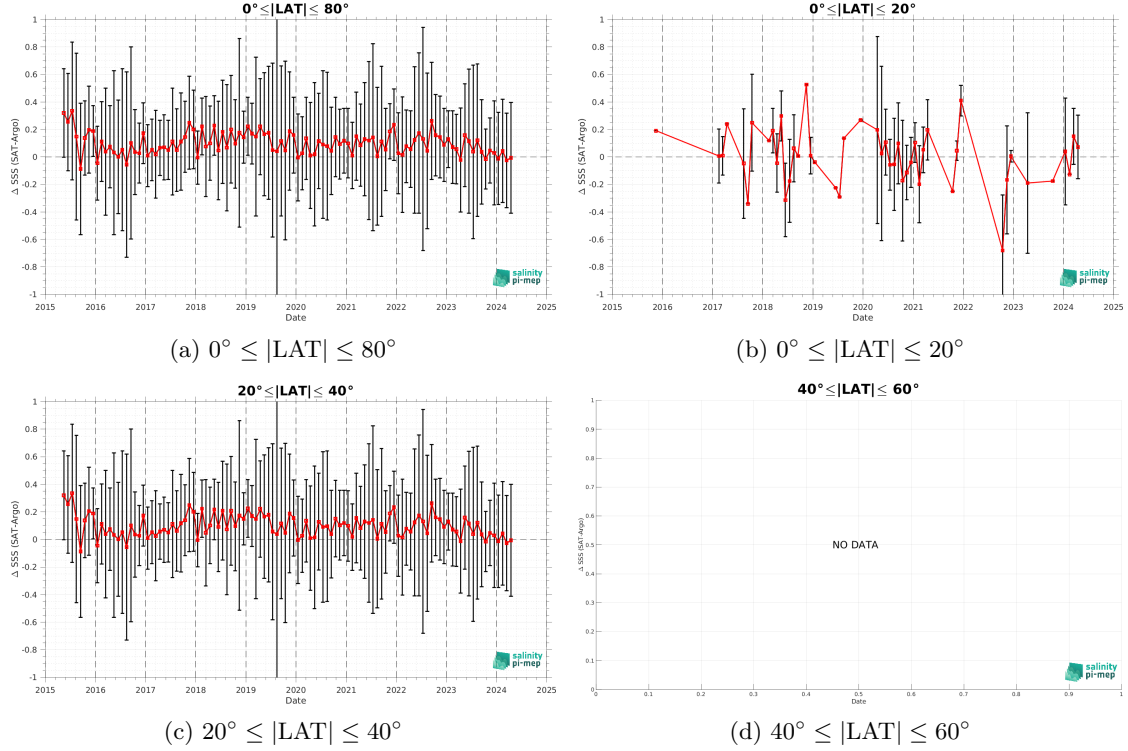 0°≤|LAT|≤ 80°
1
0.8
0.6
0.4
0.2
0
-0.2
-0.4
-0.6
-0.8
-1
Δ SSS (SAT-Argo)
2015 2016 2017 2018 2019 2020 2021 2022 2023 2024 2025
Date
salinity
pi-mep
(a) 0° ≤ |LAT| ≤ 80°
0°≤|LAT|≤ 20°
1
0.8
0.6
0.4
0.2
0
-0.2
-0.4
-0.6
-0.8
-1
Δ SSS (SAT-Argo)
2015 2016 2017 2018 2019 2020 2021 2022 2023 2024 2025
Date
salinity
pi-mep
(b) 0° ≤ |LAT| ≤ 20°
20°≤|LAT|≤ 40°
1
0.8
0.6
0.4
0.2
0
-0.2
-0.4
-0.6
-0.8
-1
Δ SSS (SAT-Argo)
2015 2016 2017 2018 2019 2020 2021 2022 2023 2024 2025
Date
salinity
pi-mep
(c) 20° ≤ |LAT| ≤ 40°
40°≤|LAT|≤ 60°
1
0.9
0.8
0.7
0.6
0.5
0.4
0.3
0.2
0.1
0
Δ SSS (SAT-Argo)
NO DATA
0 0.1 0.2 0.3 0.4 0.5 0.6 0.7 0.8 0.9 1
Date
salinity
pi-mep
(d) 40° ≤ |LAT| ≤ 60°